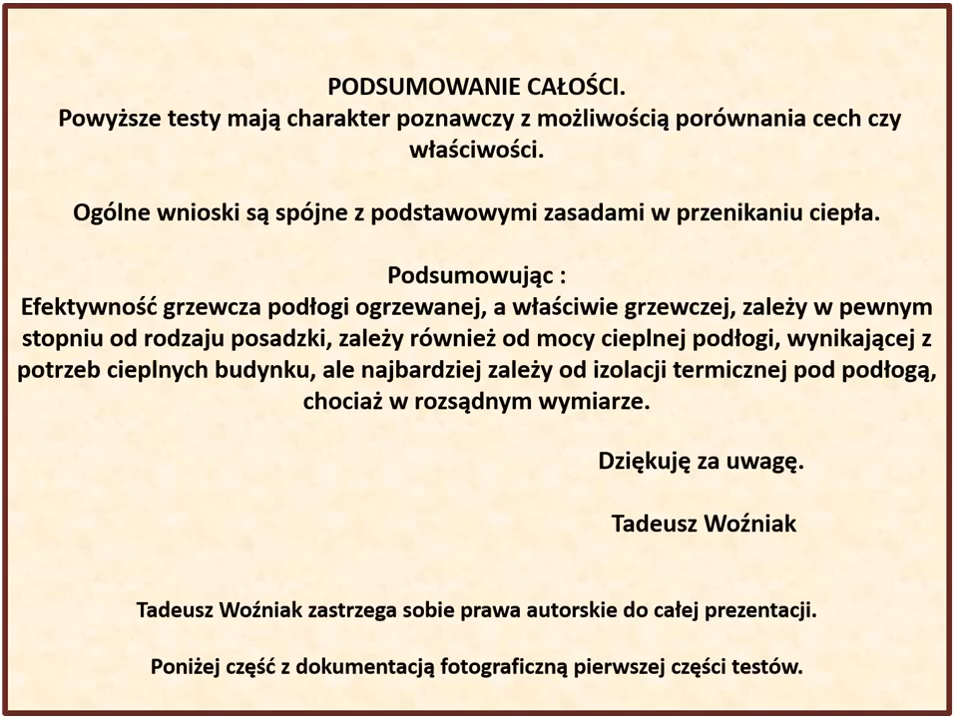 PODSUMOWANIE CAŁOŚCI.
Powyższe testy mają charakter poznawczy z możliwością porównania cech czy
właściwości.
Ogólne wnioski są spójne z podstawowymi zasadami w przenikaniu ciepła.
Podsumowując :
Efektywność grzewcza podłogi ogrzewanej, a właściwie grzewczej, zależy w pewnym
stopniu od rodzaju posadzki, zależy również od mocy cieplnej podłogi, wynikającej z
potrzeb cieplnych budynku, ale najbardziej zależy od izolacji termicznej pod podłogą,
chociaż w rozsądnym wymiarze.
Dziękuję za uwagę.
Tadeusz Woźniak
Tadeusz Woźniak zastrzega sobie prawa autorskie do całej prezentacji.
Poniżej część z dokumentacją fotograficzną pierwszej części testów.